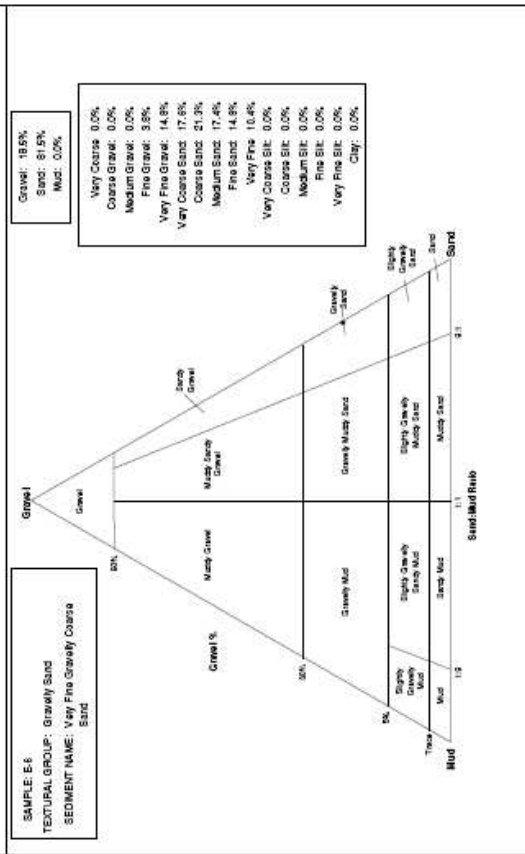 SAMPLE: E-6
TEXTURAL GROUP: Gravelly Sand
SEDIMENT NAME: Very Fine Gravelly Coarse
Sand
Gravel: 18.5%
Sand: 81.5%
Mud: 0.0%
Very Coarse 0.0%
Coarse Gravel: 0.0%
Medium Gravel: 0.0%
Fine Gravel: 3.8%
Very Fine Gravel: 14.8%
Very Coarse Sand: 17.6%
Coarse Sand: 21.3%
Medium Sand: 17.4%
Fine Sand: 14.8%
Very Fine 10.4%
Very Coarse Silt: 0.0%
Coarse Silt: 0.0%
Medium Silt: 0.0%
Fine Silt: 0.0%
Very Fine Silt: 0.0%
Clay: 0.0%
Gravel
Gravel
Gravel %
Muddy Gravel
Muddy Sandy
Gravel
Sandy
Gravel
Gravelly Mud
Gravelly Muddy Sand
Gravelly
Sand
5%
Slightly
Gravelly
Mud
Slightly Gravelly
Sandy Mud
Slightly Gravelly
Muddy Sand
Slightly
Gravelly
Sand
Trace
Mud
Sandy Mud
Muddy Sand
Sand
Mud
1:1
9:1
Sand
Sand:Mud Ratio